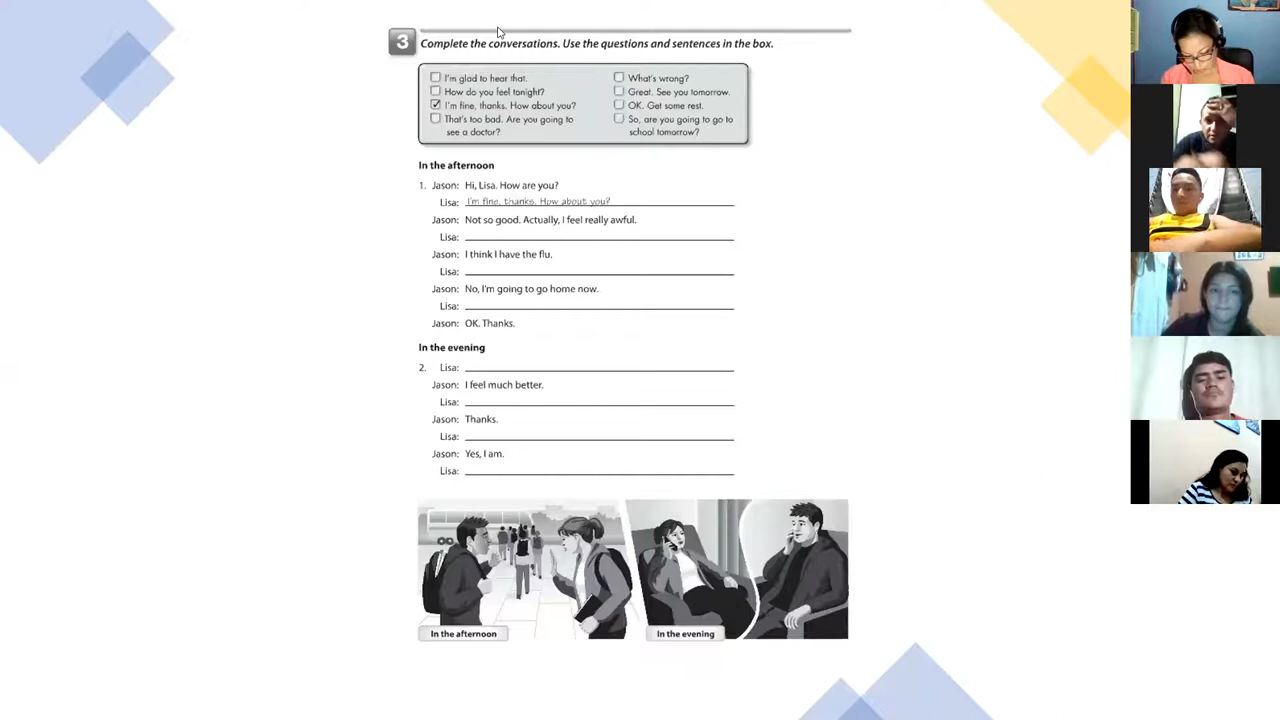 3
Complete the conversations. Use the questions and sentences in the box.
I'm glad to hear that.
How do you feel tonight?
I'm fine, thanks. How about you?
That's too bad. Are you going to
see a doctor?
What's wrong?
Great. See you tomorrow.
OK. Get some rest.
So, are you going to go to
school tomorrow?
In the afternoon
1. Jason: Hi, Lisa. How are you?
Lisa: I'm fine, thanks. How about you?
Jason: Not so good. Actually, I feel really awful.
Lisa:
Jason: I think I have the flu.
Lisa:
Jason: No, I'm going to go home now.
Lisa:
Jason: OK. Thanks.
In the evening
2. Lisa:
Jason: I feel much better.
Lisa:
Jason: Thanks.
Lisa:
Jason: Yes, I am.
Lisa:
In the afternoon
In the evening